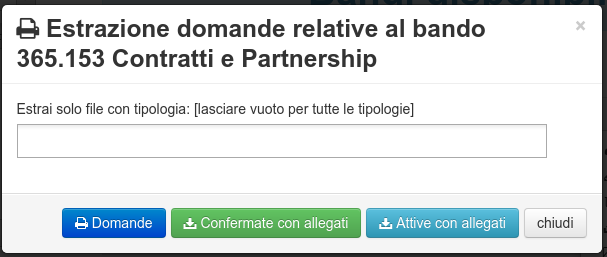 Estrazione domande relative al bando
365.153 Contratti e Partnership
×
Estrai solo file con tipologia: [lasciare vuoto per tutte le tipologie]
Domande
Confermate con allegati
Attive con allegati
chiudi